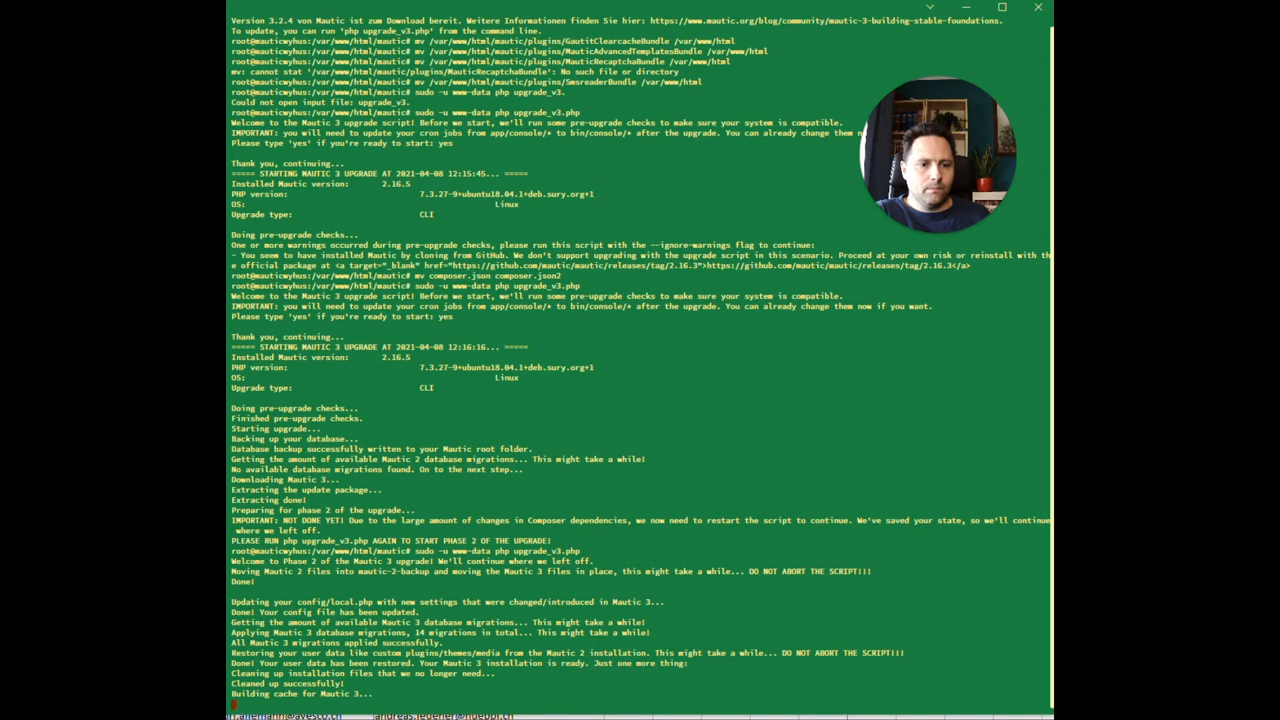 Version 3.2.4 von Mautic ist zum Download bereit. Weitere Informationen finden Sie hier: https://www.mautic.org/blog/community/mautic-3-building-stable-foundations.
To update, you can run 'php upgrade_v3.php' from the command line.
root@mauticwyhus:/var/www/html/mautic# mv /var/www/html/mautic/plugins/GautitClearcacheBundle /var/www/html
root@mauticwyhus:/var/www/html/mautic# mv /var/www/html/mautic/plugins/MauticAdvancedTemplatesBundle /var/www/html
root@mauticwyhus:/var/www/html/mautic# mv /var/www/html/mautic/plugins/MauticaRecaptchaBundle /var/www/html
mv: cannot stat '/var/www/html/mautic/plugins/MauticRecaptchaBundle': No such file or directory
root@mauticwyhus:/var/www/html/mautic# mv /var/www/html/mautic/plugins/SmsreaderBundle /var/www/html
root@mauticwyhus:/var/www/html/mautic# sudo -u www-data php upgrade_v3.
Could not open input file: upgrade_v3.
root@mauticwyhus:/var/www/html/mautic# sudo -u www-data php upgrade_v3.php
Welcome to the Mautic 3 upgrade script! Before we start, we'll run some pre-upgrade checks to make sure your system is compatible.
IMPORTANT: you will need to update your cron jobs from app/console/* to bin/console/* after the upgrade. You can already change them
Please type 'yes' if you're ready to start: yes
Thank you, continuing...
===== STARTING MAUTIC 3 UPGRADE AT 2021-04-08 12:15:45... =====
Installed Mautic version: 2.16.5
PHP version: 7.3.27-9+ubuntu18.04.1+deb.sury.org+1
OS: Linux
Upgrade type: CLI
Doing pre-upgrade checks...
One or more warnings occurred during pre-upgrade checks, please run this script with the --ignore-warnings flag to continue:
- You seem to have installed Mautic by cloning from GitHub. We don't support upgrading with the upgrade script in this scenario. Proceed at your own risk or reinstall with th
e official package at <a target="_blank" href="https://github.com/mautic/mautic/releases/tag/2.16.3">https://github.com/mautic/mautic/releases/tag/2.16.3</a>
root@mauticwyhus:/var/www/html/mautic# mv composer.json composer.json2
root@mauticwyhus:/var/www/html/mautic# sudo -u www-data php upgrade_v3.php
Welcome to the Mautic 3 upgrade script! Before we start, we'll run some pre-upgrade checks to make sure your system is compatible.
IMPORTANT: you will need to update your cron jobs from app/console/* to bin/console/* after the upgrade. You can already change them now if you want.
Please type 'yes' if you're ready to start: yes
Thank you, continuing...
===== STARTING MAUTIC 3 UPGRADE AT 2021-04-08 12:16:16... =====
Installed Mautic version: 2.16.5
PHP version: 7.3.27-9+ubuntu18.04.1+deb.sury.org+1
OS: Linux
Upgrade type: CLI
Doing pre-upgrade checks...
Finished pre-upgrade checks.
Starting upgrade...
Backing up your database...
Database backup successfully written to your Mautic root folder.
Getting the amount of available Mautic 2 database migrations... This might take a while!
No available database migrations found. On to the next step...
Downloading Mautic 3...
Extracting the update package...
Extracting done!
Preparing for phase 2 of the upgrade...
IMPORTANT: NOT DONE YET! Due to the large amount of changes in Composer dependencies, we now need to restart the script to continue. We've saved your state, so we'll continue
where we left off.
PLEASE RUN php upgrade_v3.php AGAIN TO START PHASE 2 OF THE UPGRADE!
root@mauticwyhus:/var/www/html/mautic# sudo -u www-data php upgrade_v3.php
Welcome to Phase 2 of the Mautic 3 upgrade! We'll continue where we left off.
Moving Mautic 2 files into mautic-2-backup and moving the Mautic 3 files in place, this might take a while... DO NOT ABORT THE SCRIPT!!!
Done!
Updating your config/local.php with new settings that were changed/introduced in Mautic 3...
Done! Your config file has been updated.
Getting the amount of available Mautic 3 database migrations... This might take a while!
Applying Mautic 3 database migrations, 14 migrations in total... This might take a while!
All Mautic 3 migrations applied successfully.
Restoring your user data like custom plugins/themes/media from the Mautic 2 installation. This might take a while... DO NOT ABORT THE SCRIPT!!!
Done! Your user data has been restored. Your Mautic 3 installation is ready. Just one more thing:
Cleaning up installation files that we no longer need...
Cleaned up successfully!
Building cache for Mautic 3...